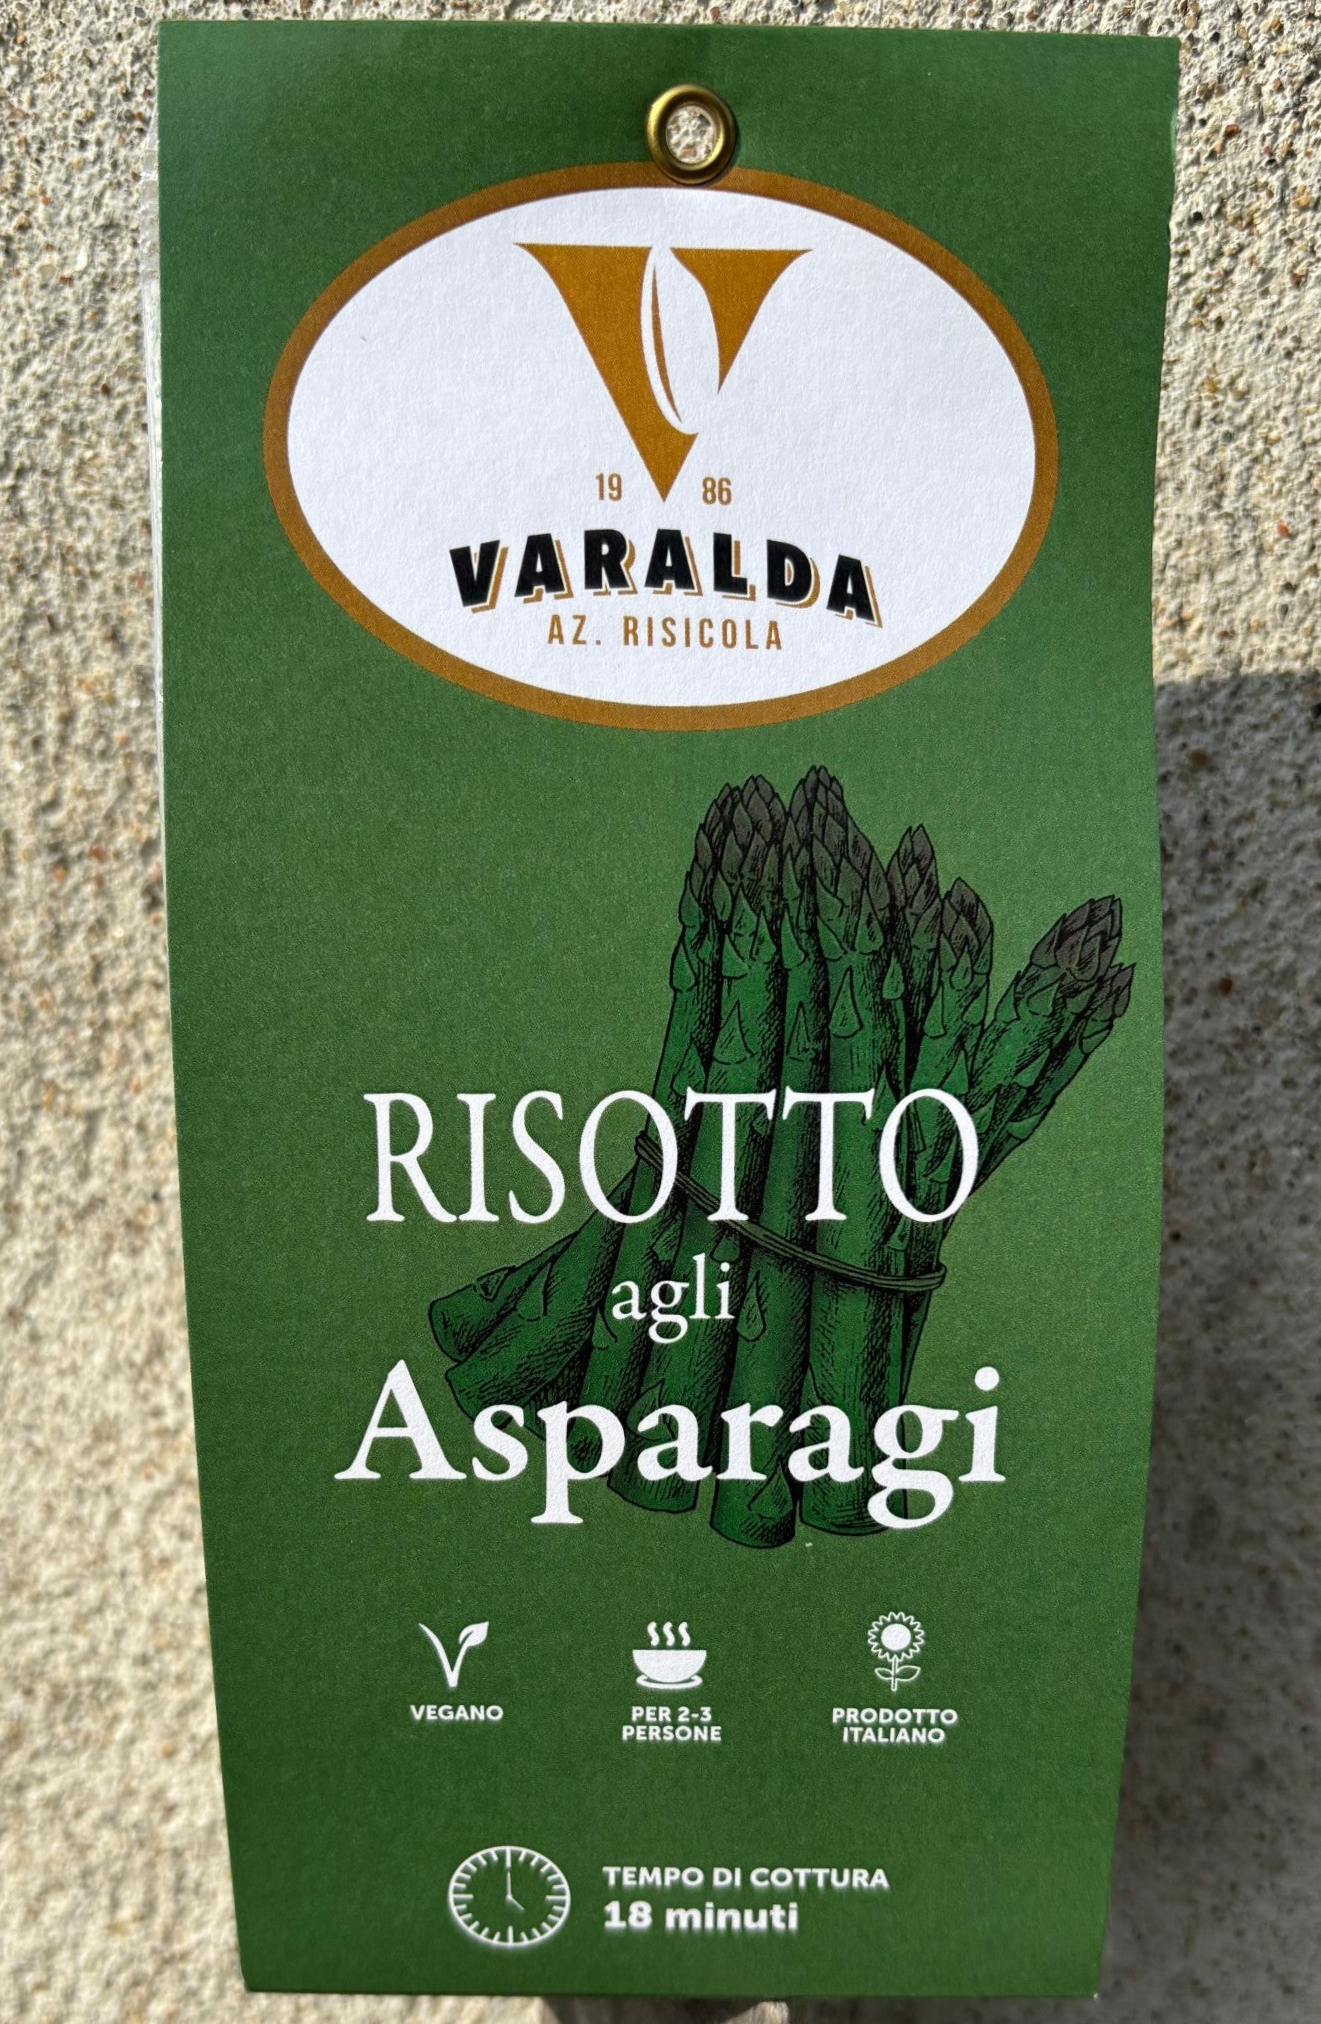 19 86
VARALDA
AZ. RISICOLA
RISOTTO
agli
Asparagi
VEGANO
PER 2-3
PERSONE
PRODOTTO
ITALIANO
TEMPO DI COTTURA
18 minuti